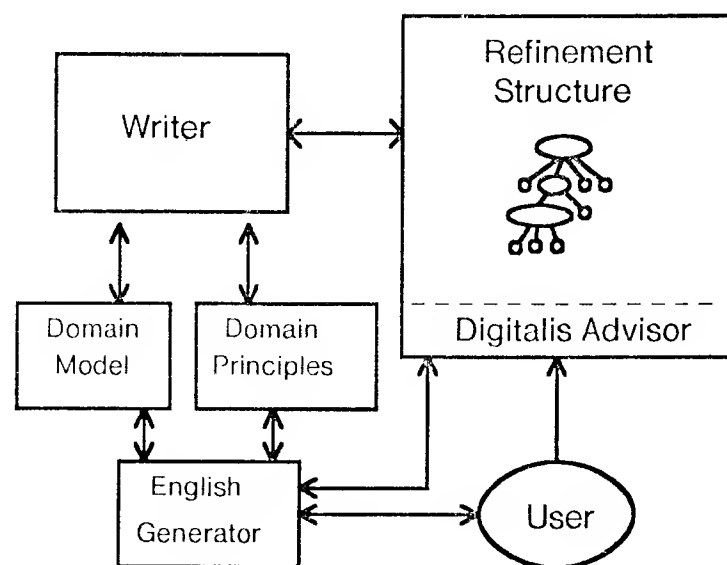 Refinement
Structure
Writer
Domain
Model
Domain
Principles
Digitalis Advisor
English
Generator
User